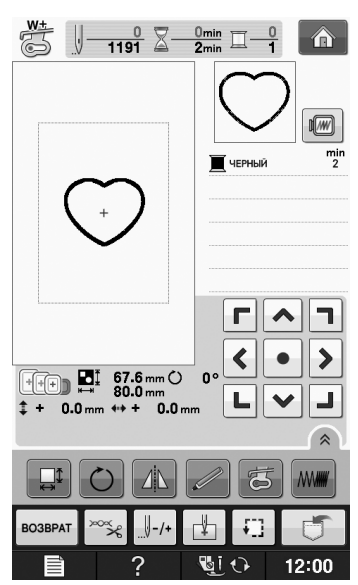 W+
0 0min 0
1191 2min 1
min
ЧЕРНЫЙ 2
67.6 mm 0°
80.0 mm
+ 0.0 mm + 0.0 mm
ВОЗВРАТ -/+
? 12:00